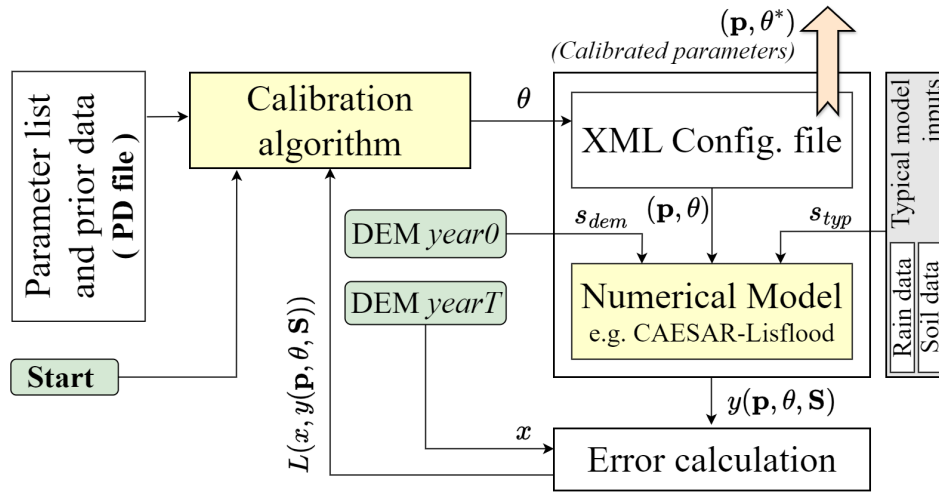 (p, θ*)
(Calibrated parameters)
Parameter list
and prior data
( PD file )
Calibration
algorithm
θ
XML Config. file
Typical model
inputs
Rain data
Soil data
(p, θ)
s_dem
s_typ
DEM year0
DEM yearT
Numerical Model
e.g. CAESAR-Lisflood
Start
L(x, y(p, θ, S))
y(p, θ, S)
x
Error calculation